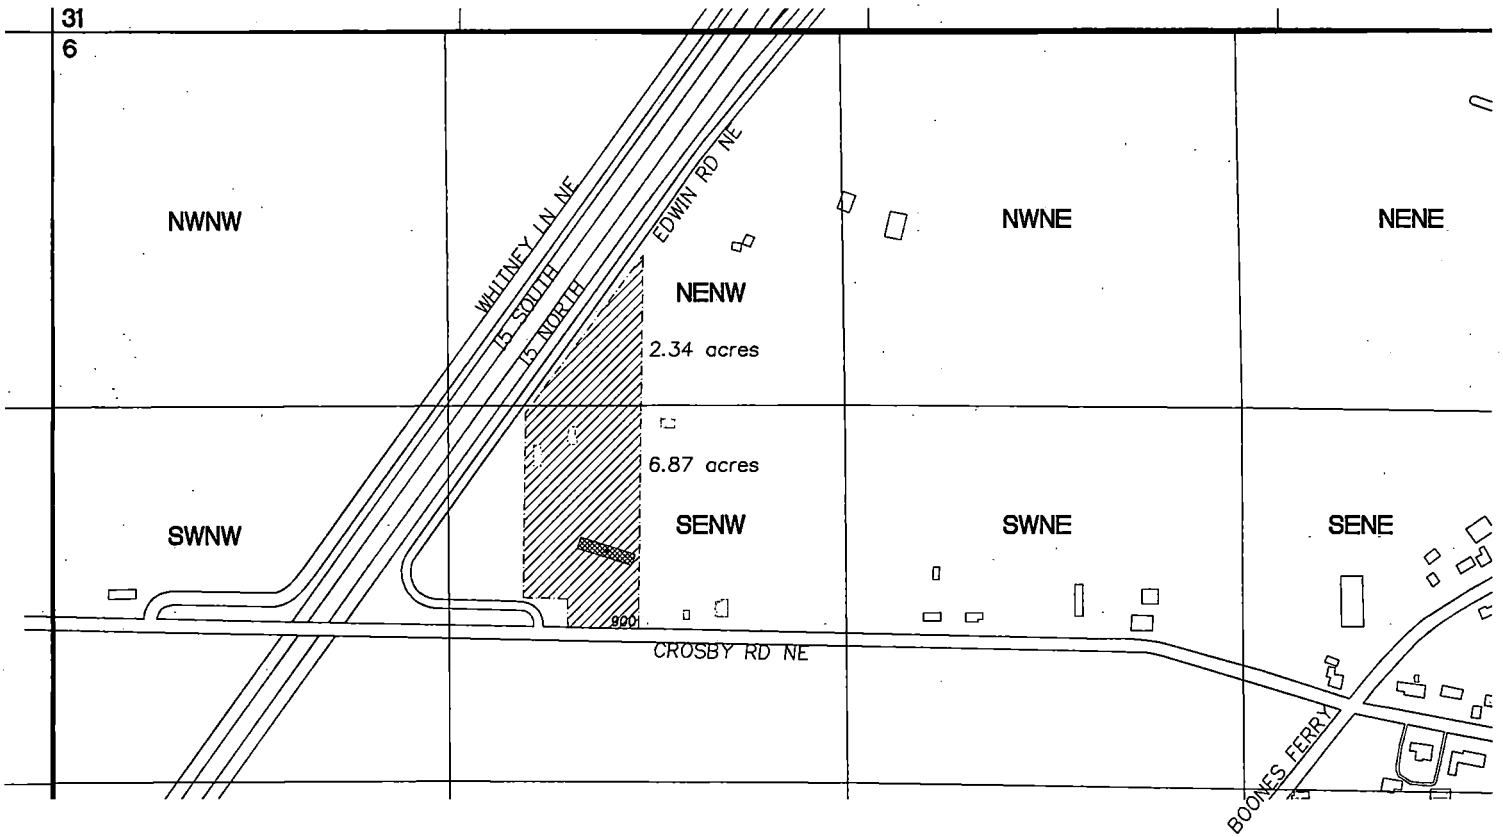 31
6
NWNW
WHITNEY LN NE
I5 SOUTH
I5 NORTH
EDWIN RD NE
NENW
2.34 acres
NWNE
NENE
SWNW
6.87 acres
SENW
SWNE
SENE
900
CROSBY RD NE
BOONES FERRY